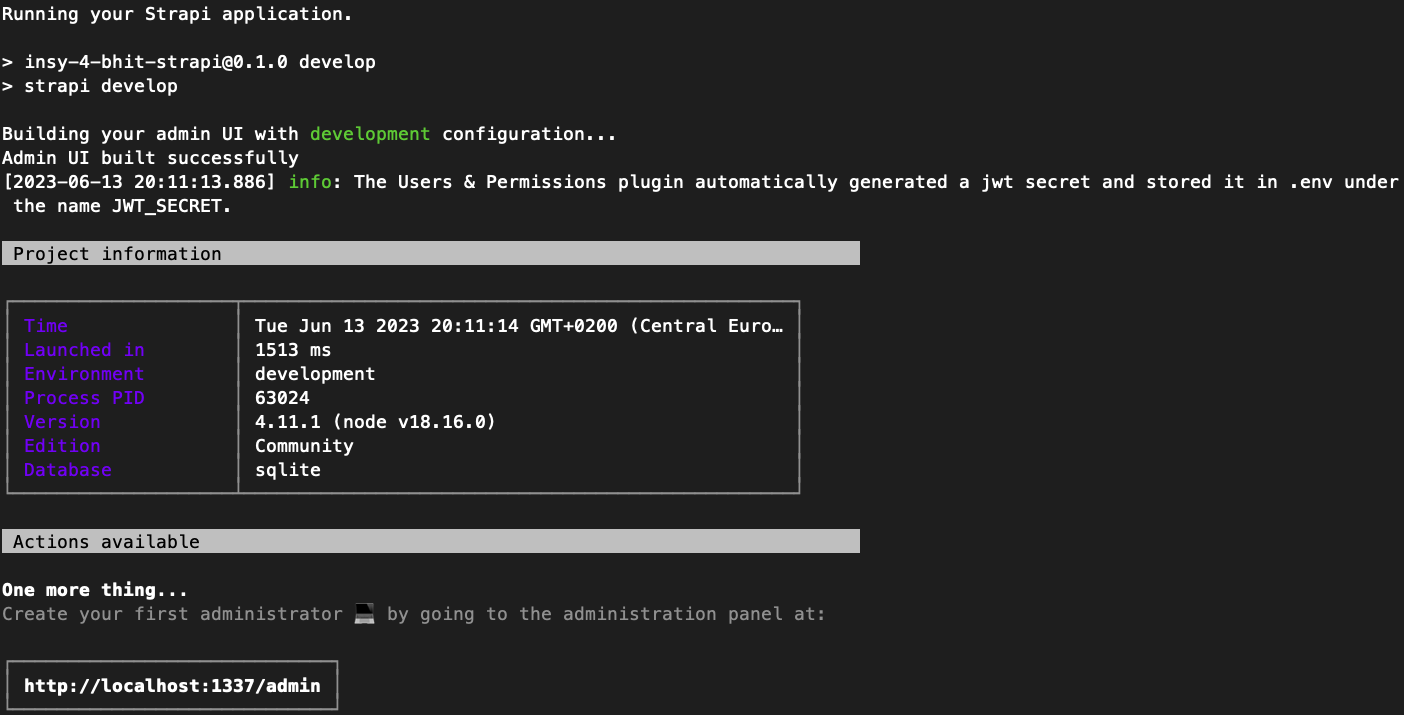 Running your Strapi application.
> insy-4-bhit-strapi@0.1.0 develop
> strapi develop
Building your admin UI with development configuration...
Admin UI built successfully
[2023-06-13 20:11:13.886] info: The Users & Permissions plugin automatically generated a jwt secret and stored it in .env under
the name JWT_SECRET.
Project information
Time Tue Jun 13 2023 20:11:14 GMT+0200 (Central Euro…
Launched in 1513 ms
Environment development
Process PID 63024
Version 4.11.1 (node v18.16.0)
Edition Community
Database sqlite
Actions available
One more thing...
Create your first administrator 💻 by going to the administration panel at:
http://localhost:1337/admin